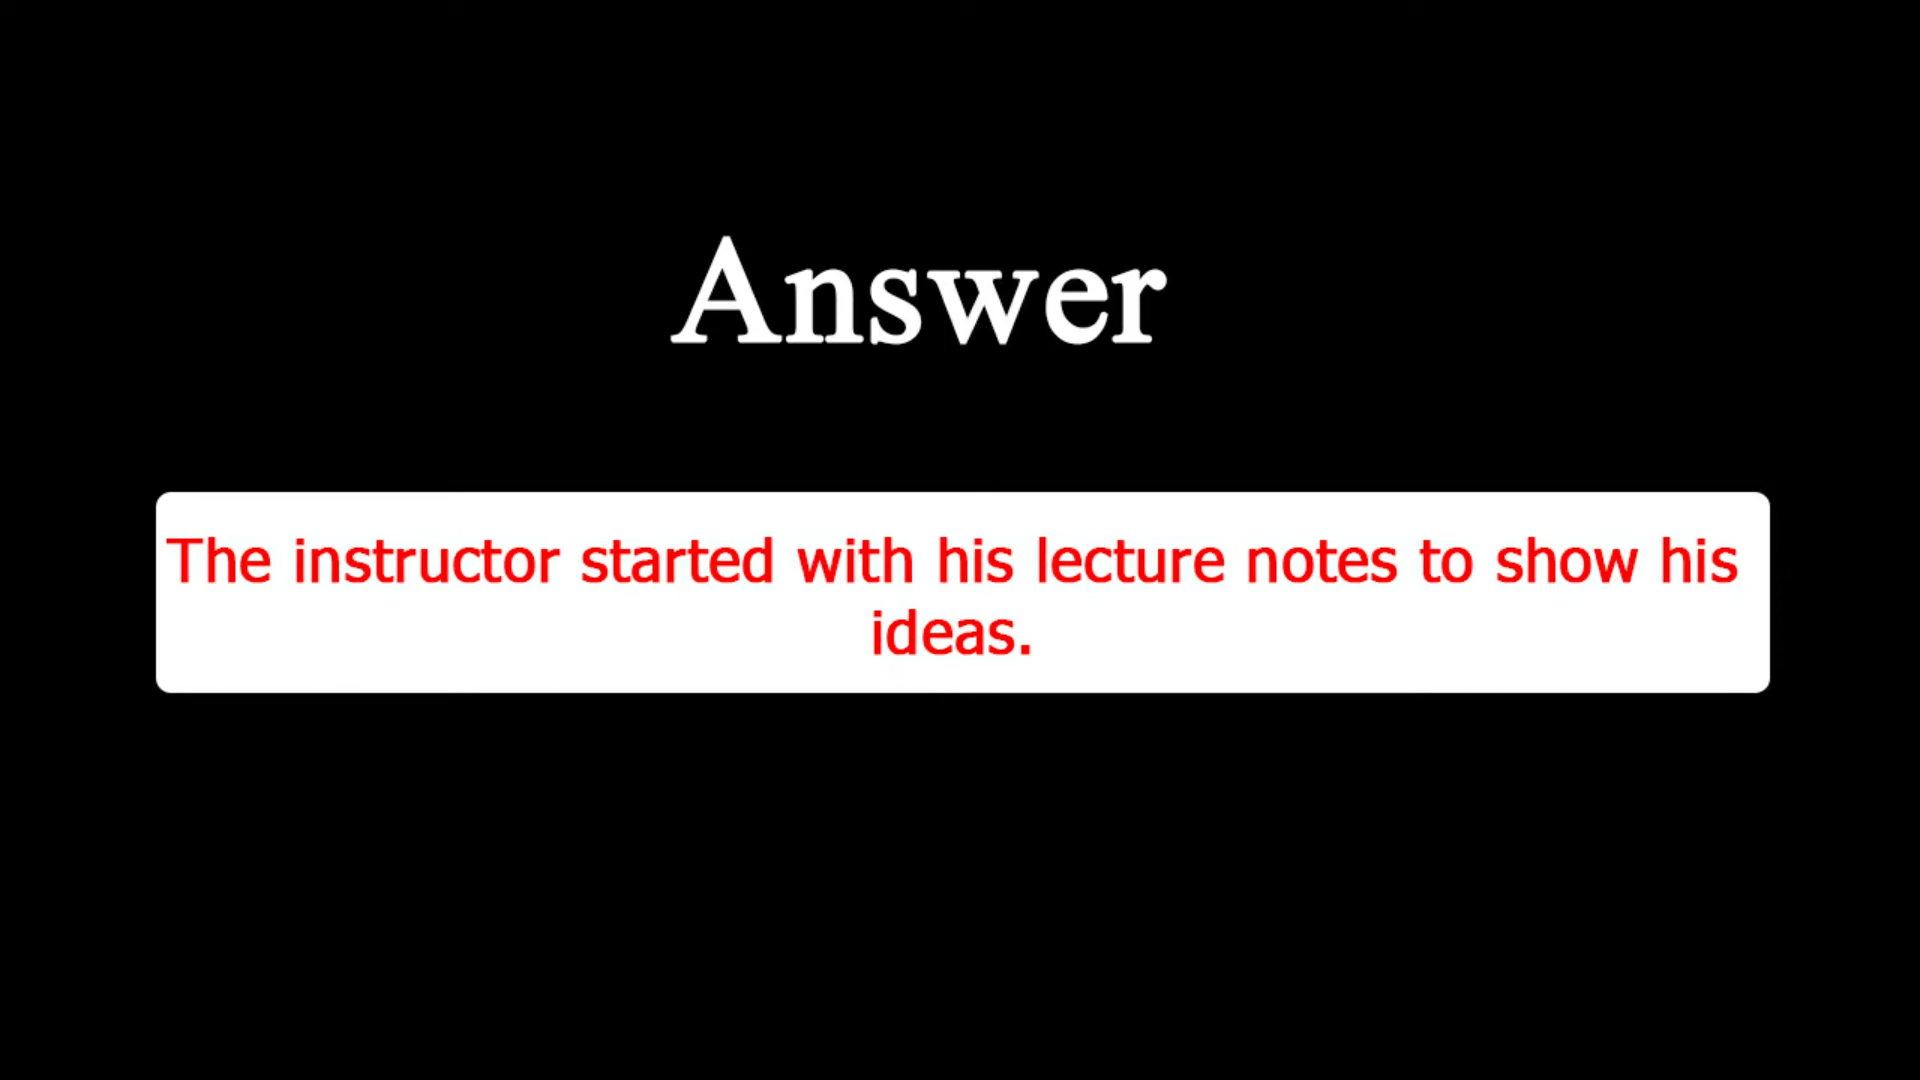 Answer
The instructor started with his lecture notes to show his
ideas.